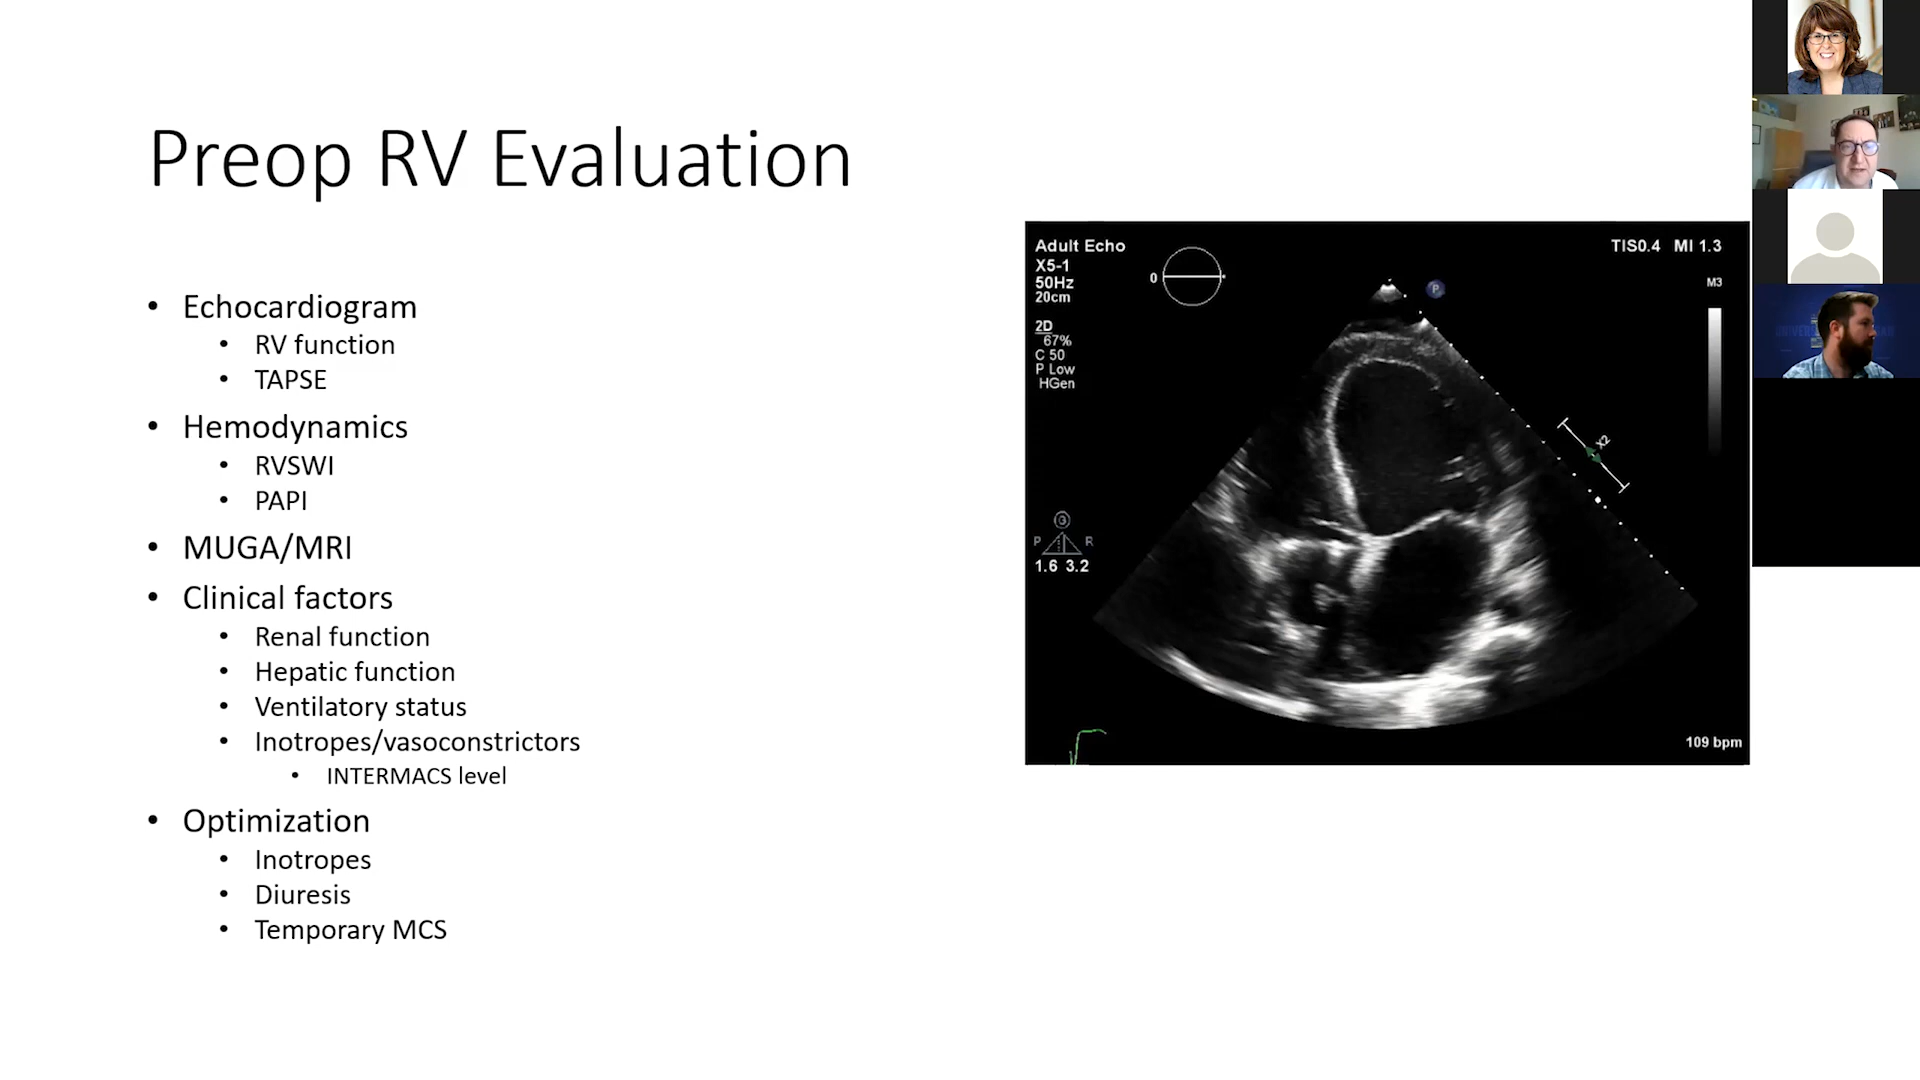 Preop RV Evaluation
• Echocardiogram
• RV function
• TAPSE
• Hemodynamics
• RVSWI
• PAPI
• MUGA/MRI
• Clinical factors
• Renal function
• Hepatic function
• Ventilatory status
• Inotropes/vasoconstrictors
• INTERMACS level
• Optimization
• Inotropes
• Diuresis
• Temporary MCS
Adult Echo
X5-1
50Hz
20cm
0
2D
67%
C 50
P Low
HGen
G
P R
1.6 3.2
P
TIS0.4 MI 1.3
M3
X2
109 bpm